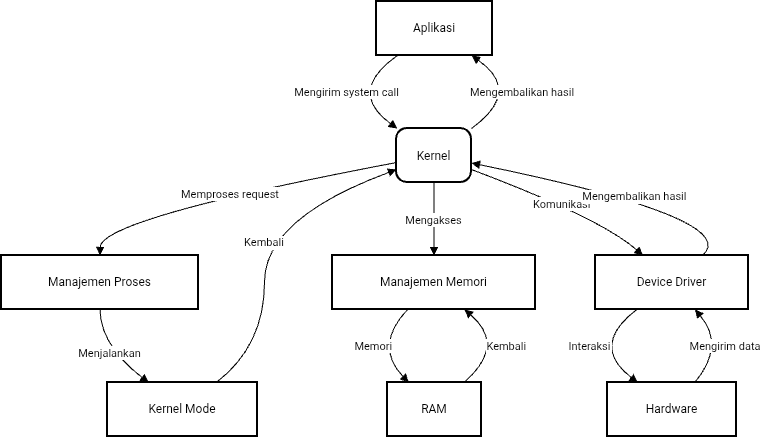 Aplikasi
Mengirim system call
Mengembalikan hasil
Kernel
Memproses request
Mengembalikan hasil
Komunikasi
Mengakses
Kembali
Manajemen Proses
Manajemen Memori
Device Driver
Menjalankan
Memori
Kembali
Interaksi
Mengirim data
Kernel Mode
RAM
Hardware